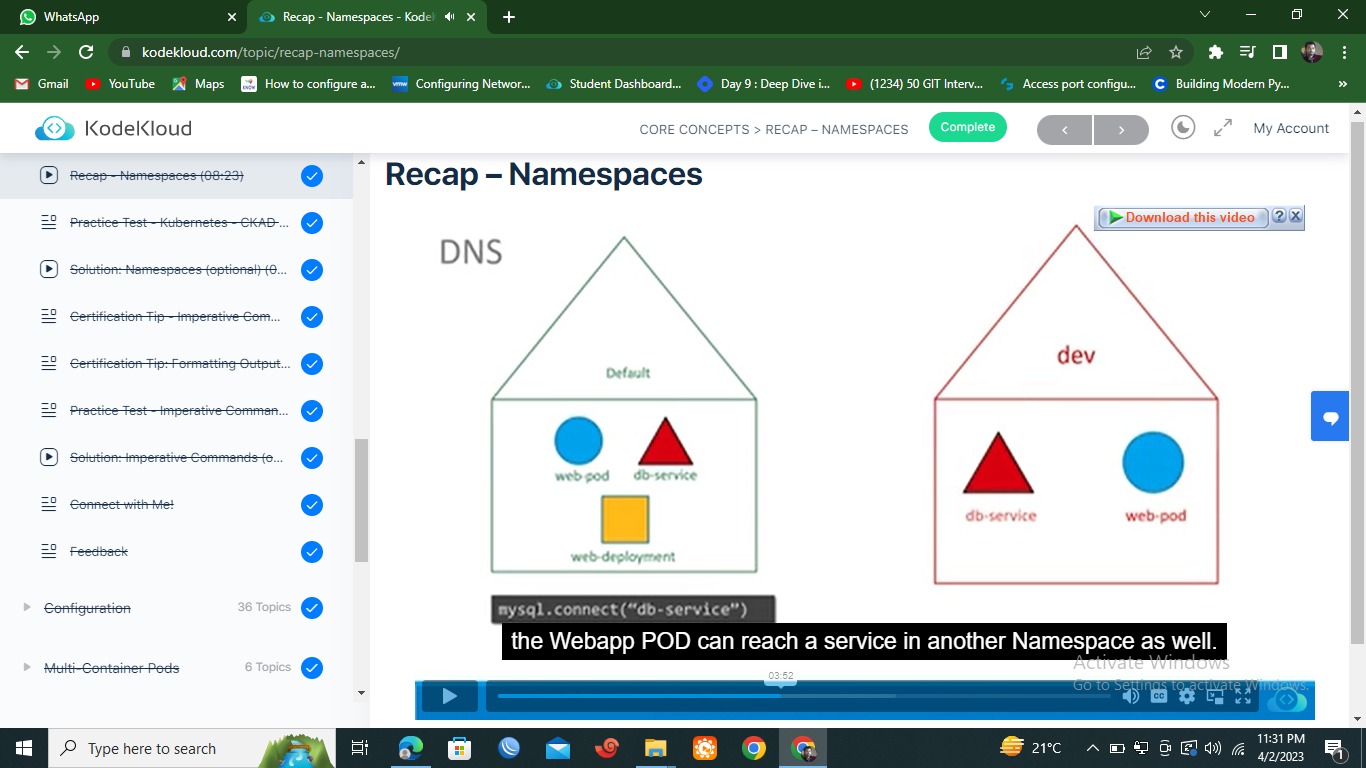 WhatsApp
Recap - Namespaces - Kodek
kodekloud.com/topic/recap-namespaces/
Gmail
YouTube
Maps
How to configure a...
Configuring Networ...
Student Dashboard...
Day 9 : Deep Dive i...
(1234) 50 GIT Interv...
Access port configu...
Building Modern Py...
KodeKloud
CORE CONCEPTS > RECAP – NAMESPACES
Complete
My Account
Recap - Namespaces (08:23)
Practice Test - Kubernetes - CKAD ...
Solution: Namespaces (optional) (0...
Certification Tip - Imperative Com...
Certification Tip: Formatting Output...
Practice Test - Imperative Comman...
Solution: Imperative Commands (o...
Connect with Me!
Feedback
Configuration
36 Topics
Multi-Container Pods
6 Topics
Recap – Namespaces
Download this video
DNS
Default
web-pod
db-service
web-deployment
dev
db-service
web-pod
mysql.connect("db-service")
the Webapp POD can reach a service in another Namespace as well.
Activate Windows
Go to Settings to activate Windows.
03:52
CC
Type here to search
21°C
11:31 PM
4/2/2023
1